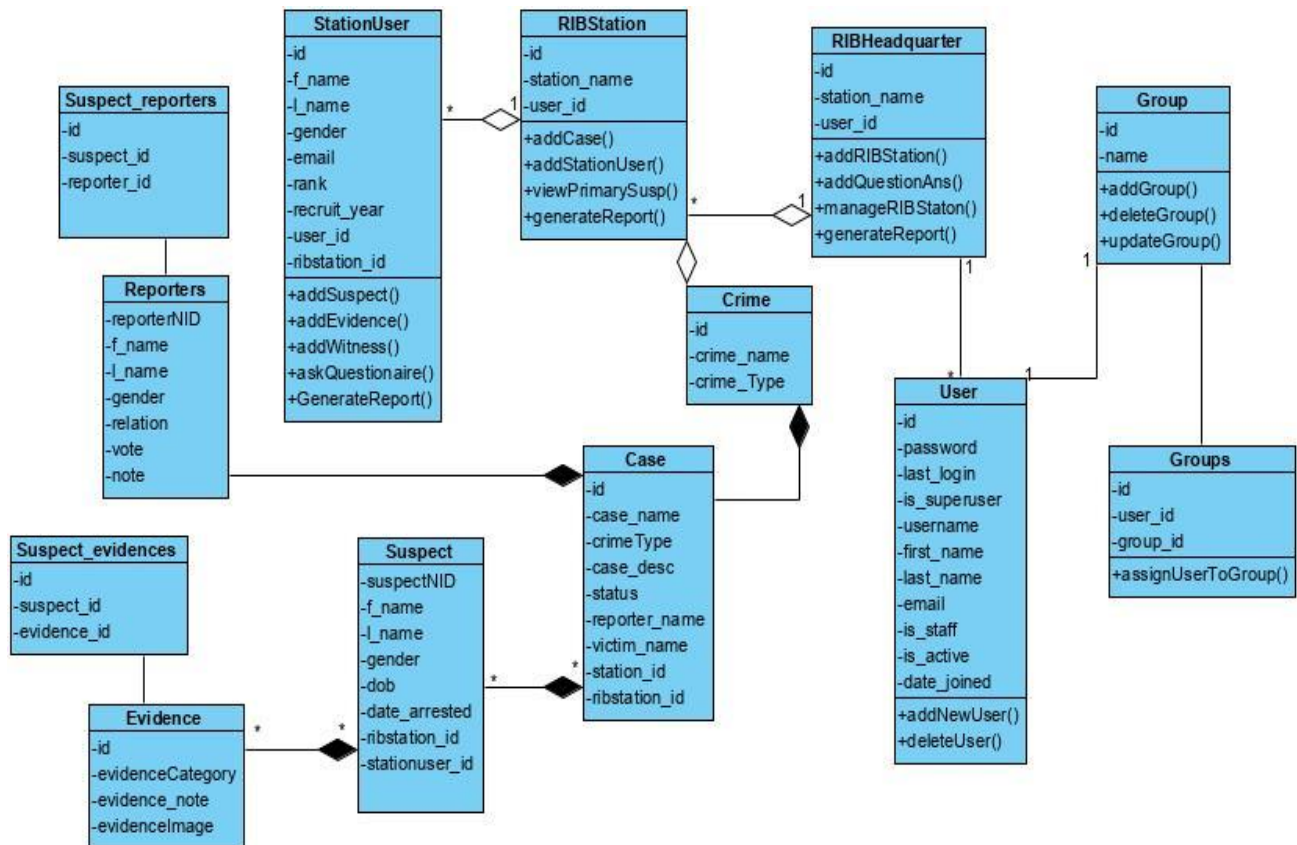 StationUser
-id
-f_name
-l_name
-gender
-email
-rank
-recruit_year
-user_id
-ribstation_id
+addSuspect()
+addEvidence()
+addWitness()
+askQuestionaire()
+GenerateReport()
*
1
RIBStation
-id
-station_name
-user_id
+addCase()
+addStationUser()
+viewPrimarySusp()
+generateReport()
*
1
RIBHeadquarter
-id
-station_name
-user_id
+addRIBStation()
+addQuestionAns()
+manageRIBStaton()
+generateReport()
1
*
Group
-id
-name
+addGroup()
+deleteGroup()
+updateGroup()
1
1
Suspect_reporters
-id
-suspect_id
-reporter_id
Reporters
-reporterNID
-f_name
-l_name
-gender
-relation
-vote
-note
Crime
-id
-crime_name
-crime_Type
User
-id
-password
-last_login
-is_superuser
-username
-first_name
-last_name
-email
-is_staff
-is_active
-date_joined
+addNewUser()
+deleteUser()
Groups
-id
-user_id
-group_id
+assignUserToGroup()
Case
-id
-case_name
-crimeType
-case_desc
-status
-reporter_name
-victim_name
-station_id
-ribstation_id
*
*
Suspect
-suspectNID
-f_name
-l_name
-gender
-dob
-date_arrested
-ribstation_id
-stationuser_id
*
*
Suspect_evidences
-id
-suspect_id
-evidence_id
Evidence
-id
-evidenceCategory
-evidence_note
-evidenceImage